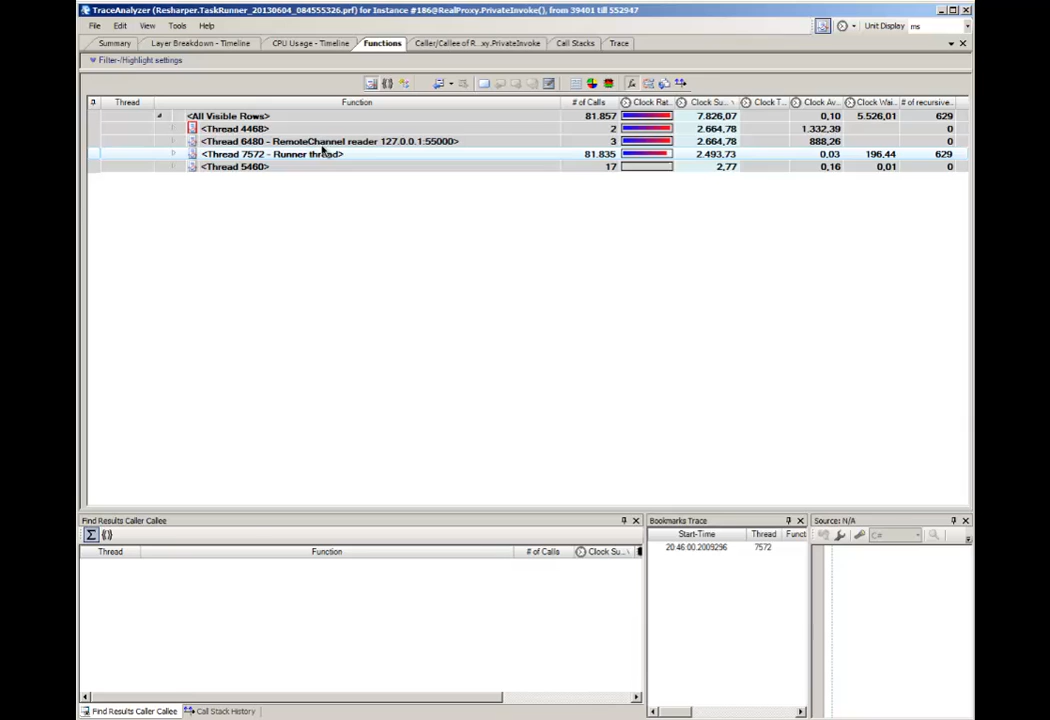 TraceAnalyzer (Resharper.TaskRunner_20130604_084555326.prf) for Instance #186@RealProxy.PrivateInvoke(), from 39401 till 552947
File Edit View Tools Help Unit Display ms
Summary Layer Breakdown - Timeline CPU Usage - Timeline Functions Caller/Callee of R...xy.PrivateInvoke Call Stacks Trace
Filter-/Highlight settings
Thread Function # of Calls Clock Rat... Clock Su... Clock T... Clock Av... Clock Wai... # of recursive...
<All Visible Rows> 81.857 7.826,07 0,10 5.526,01 629
<Thread 4468> 2 2.664,78 1.332,39 0
<Thread 6480 - RemoteChannel reader 127.0.0.1:55000> 3 2.664,78 888,26 0
<Thread 7572 - Runner thread> 81.835 2.493,73 0,03 196,44 629
<Thread 5460> 17 2,77 0,16 0,01 0
Find Results Caller Callee Bookmarks Trace Source: N/A
Start-Time Thread Funct C#
Thread Function # of Calls Clock Su...
20:46:00.2009296 7572
Find Results Caller Callee Call Stack History